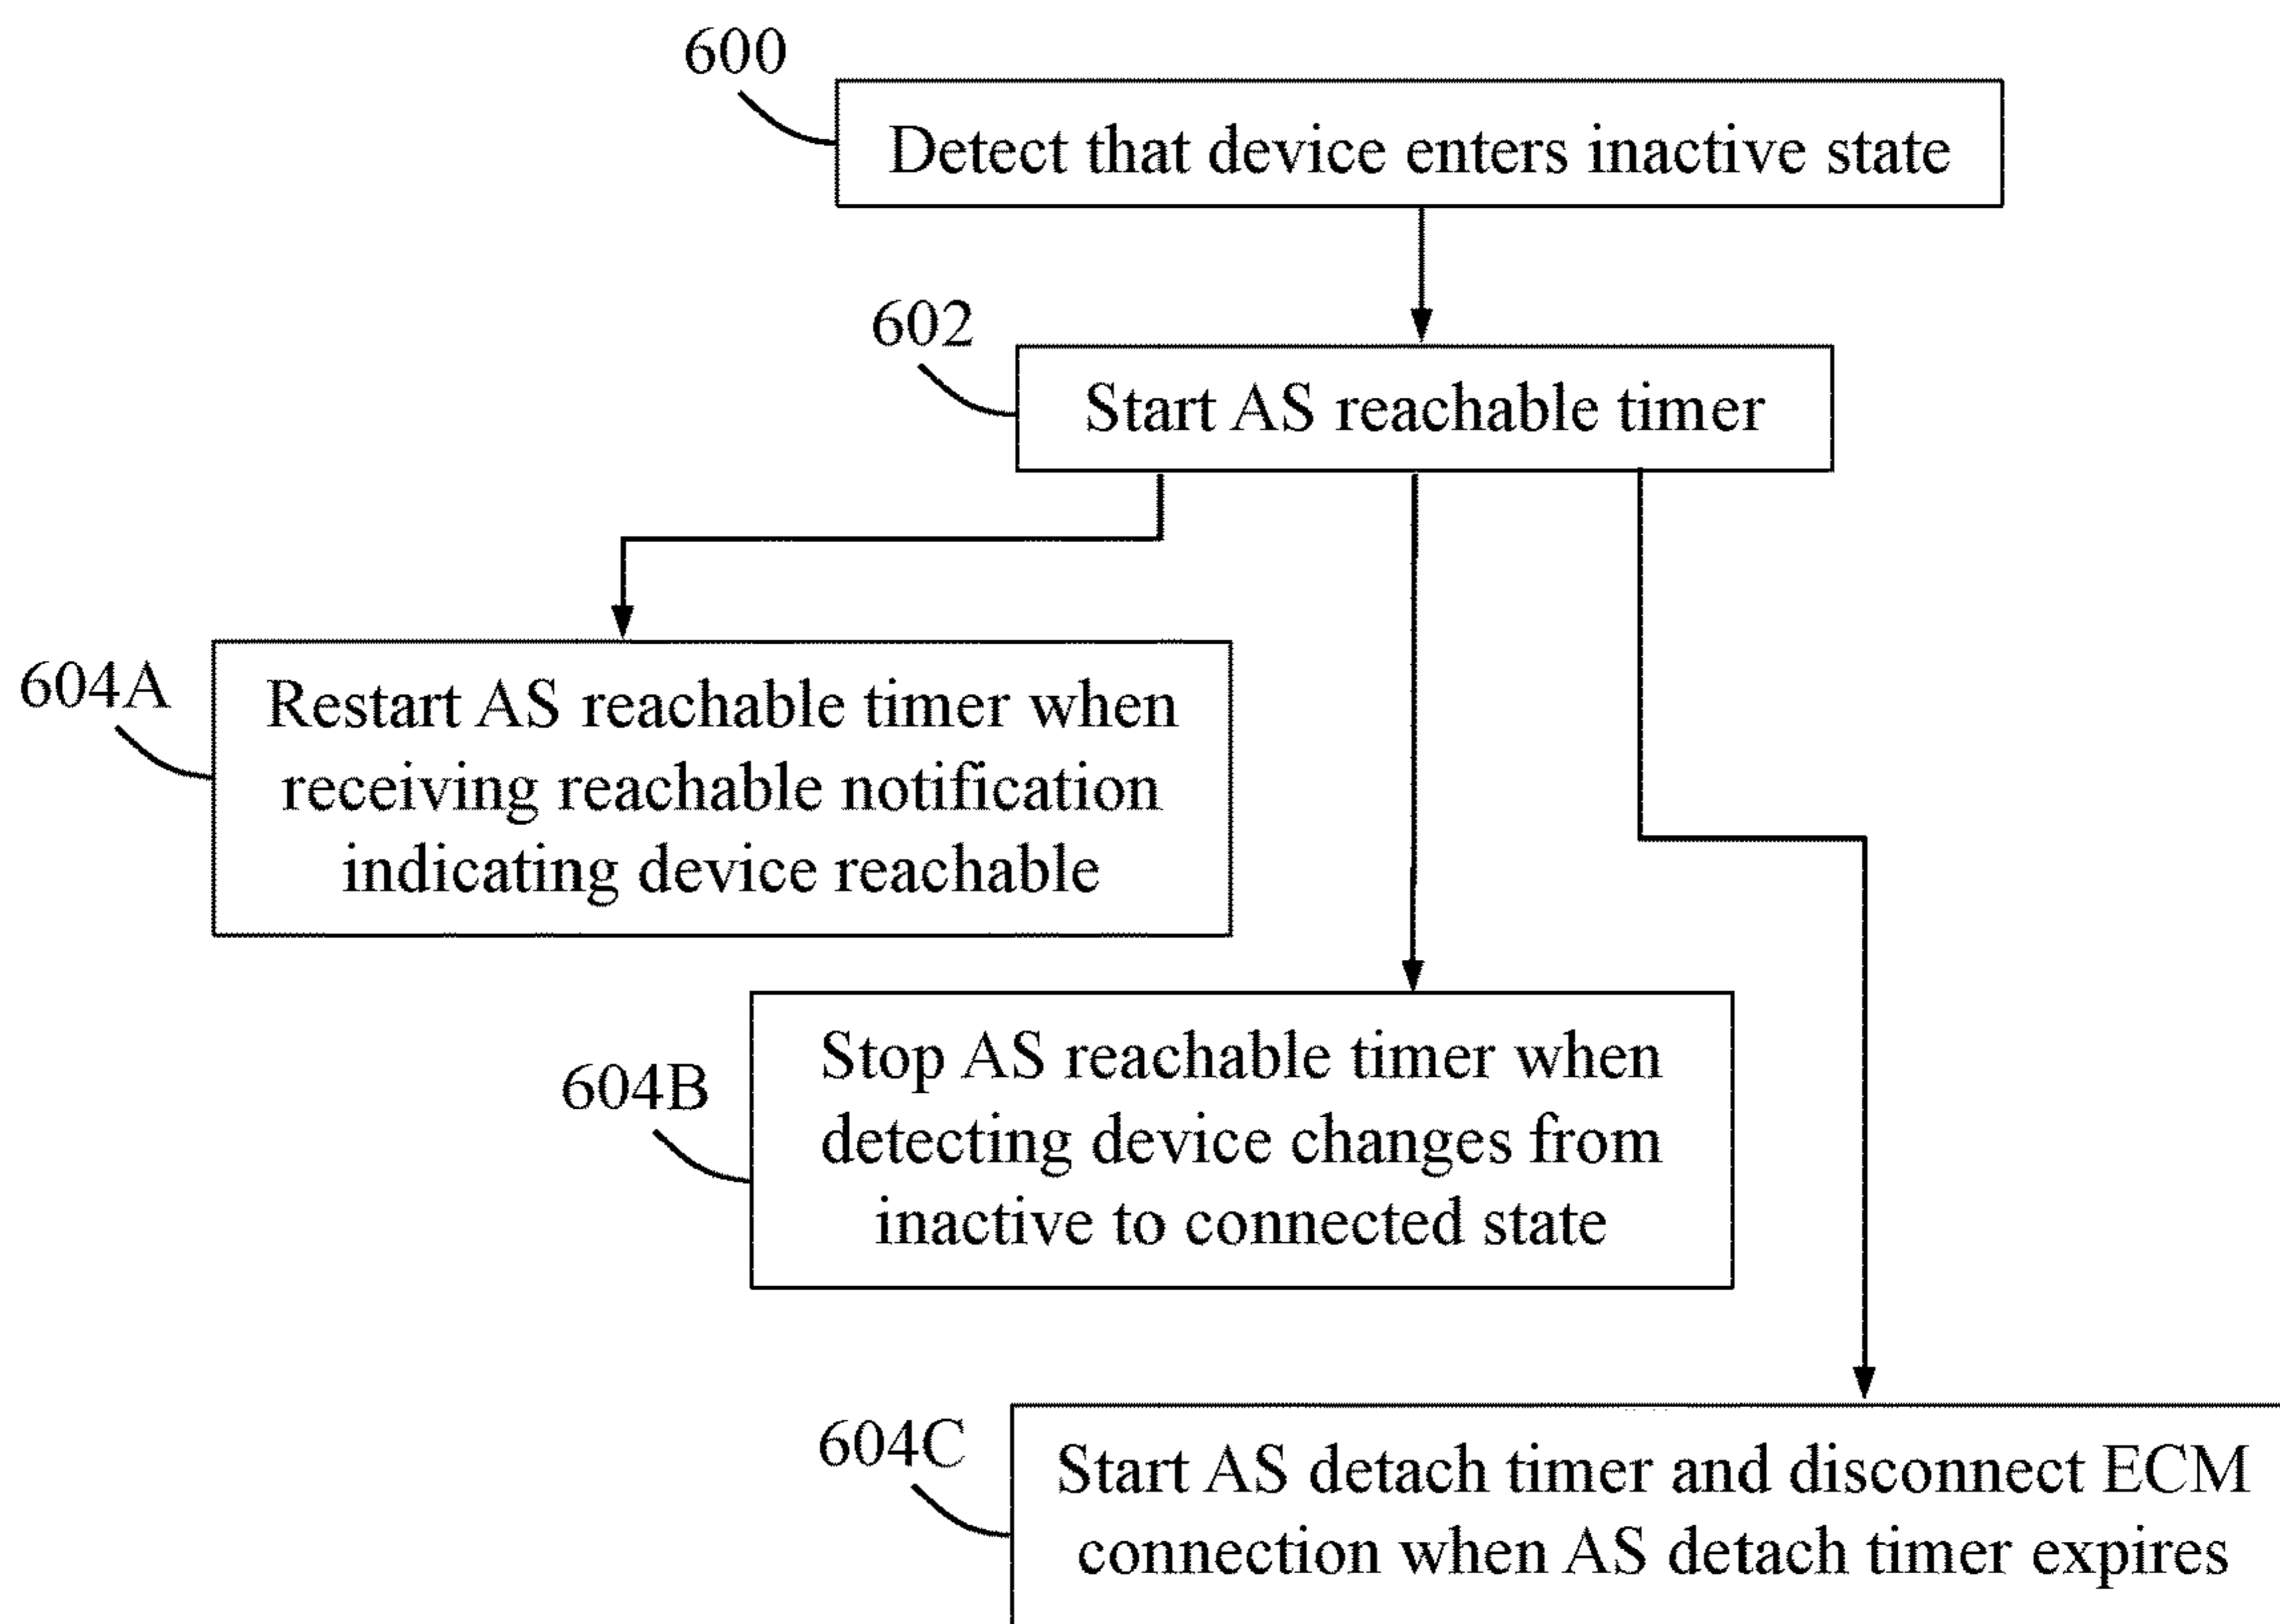 600
Detect that device enters inactive state
602
Start AS reachable timer
604A
Restart AS reachable timer when
receiving reachable notification
indicating device reachable
604B
Stop AS reachable timer when
detecting device changes from
inactive to connected state
604C
Start AS detach timer and disconnect ECM
connection when AS detach timer expires